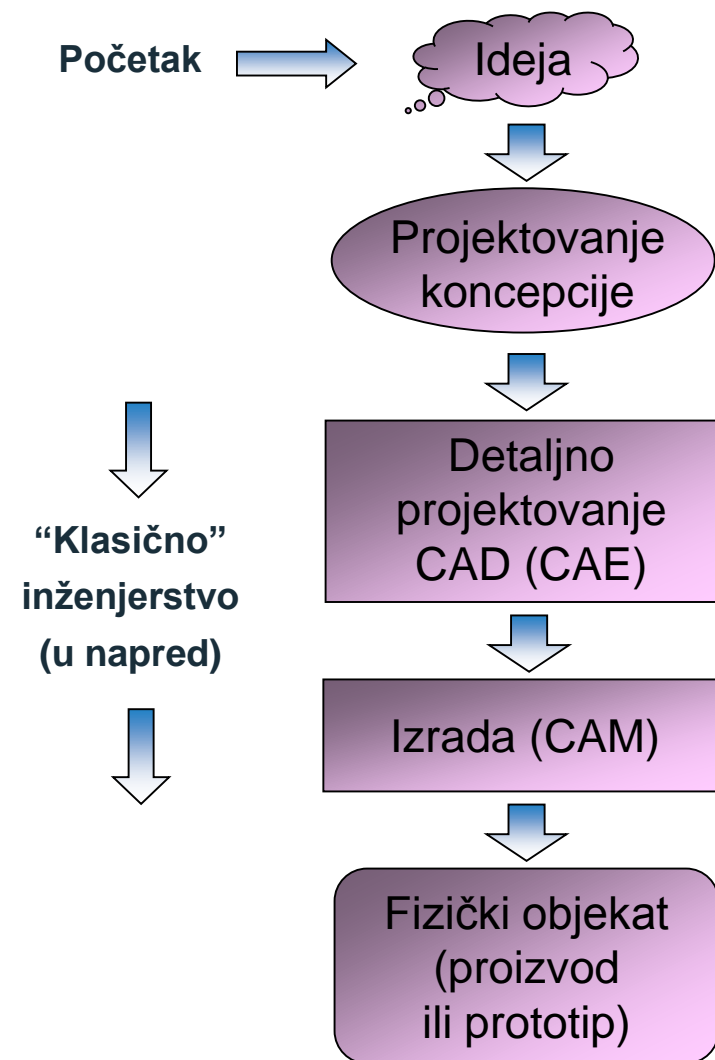 Početak
Ideja
Projektovanje
koncepcije
Detaljno
projektovanje
CAD (CAE)
“Klasično”
inženjerstvo
(u napred)
Izrada (CAM)
Fizički objekat
(proizvod
ili prototip)